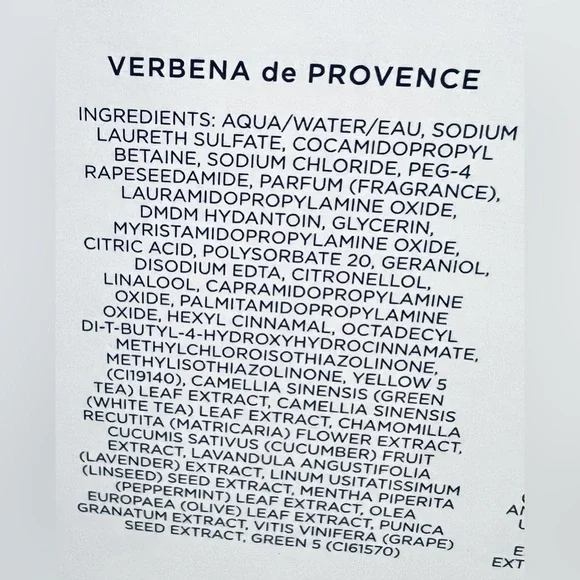 VERBENA de PROVENCE
INGREDIENTS: AQUA/WATER/EAU, SODIUM
LAURETH SULFATE, COCAMIDOPROPYL
BETAINE, SODIUM CHLORIDE, PEG-4
RAPESEEDAMIDE, PARFUM (FRAGRANCE),
LAURAMIDOPROPYLAMINE OXIDE,
DMDM HYDANTOIN, GLYCERIN,
MYRISTAMIDOPROPYLAMINE OXIDE,
CITRIC ACID, POLYSORBATE 20, GERANIOL,
DISODIUM EDTA, CITRONELLOL,
LINALOOL, CAPRAMIDOPROPYLAMINE
OXIDE, PALMITAMIDOPROPYLAMINE
OXIDE, HEXYL CINNAMAL, OCTADECYL
DI-T-BUTYL-4-HYDROXYHYDROCINNAMATE,
METHYLCHLOROISOTHIAZOLINONE,
METHYLISOTHIAZOLINONE, YELLOW 5
(CI19140), CAMELLIA SINENSIS (GREEN
TEA) LEAF EXTRACT, CAMELLIA SINENSIS
(WHITE TEA) LEAF EXTRACT, CHAMOMILLA
RECUTITA (MATRICARIA) FLOWER EXTRACT,
CUCUMIS SATIVUS (CUCUMBER) FRUIT
EXTRACT, LAVANDULA ANGUSTIFOLIA
(LAVENDER) EXTRACT, LINUM USITATISSIMUM
(LINSEED) SEED EXTRACT, MENTHA PIPERITA
(PEPPERMINT) LEAF EXTRACT, OLEA
EUROPAEA (OLIVE) LEAF EXTRACT, PUNICA
GRANATUM EXTRACT, VITIS VINIFERA (GRAPE)
SEED EXTRACT, GREEN 5 (CI61570)